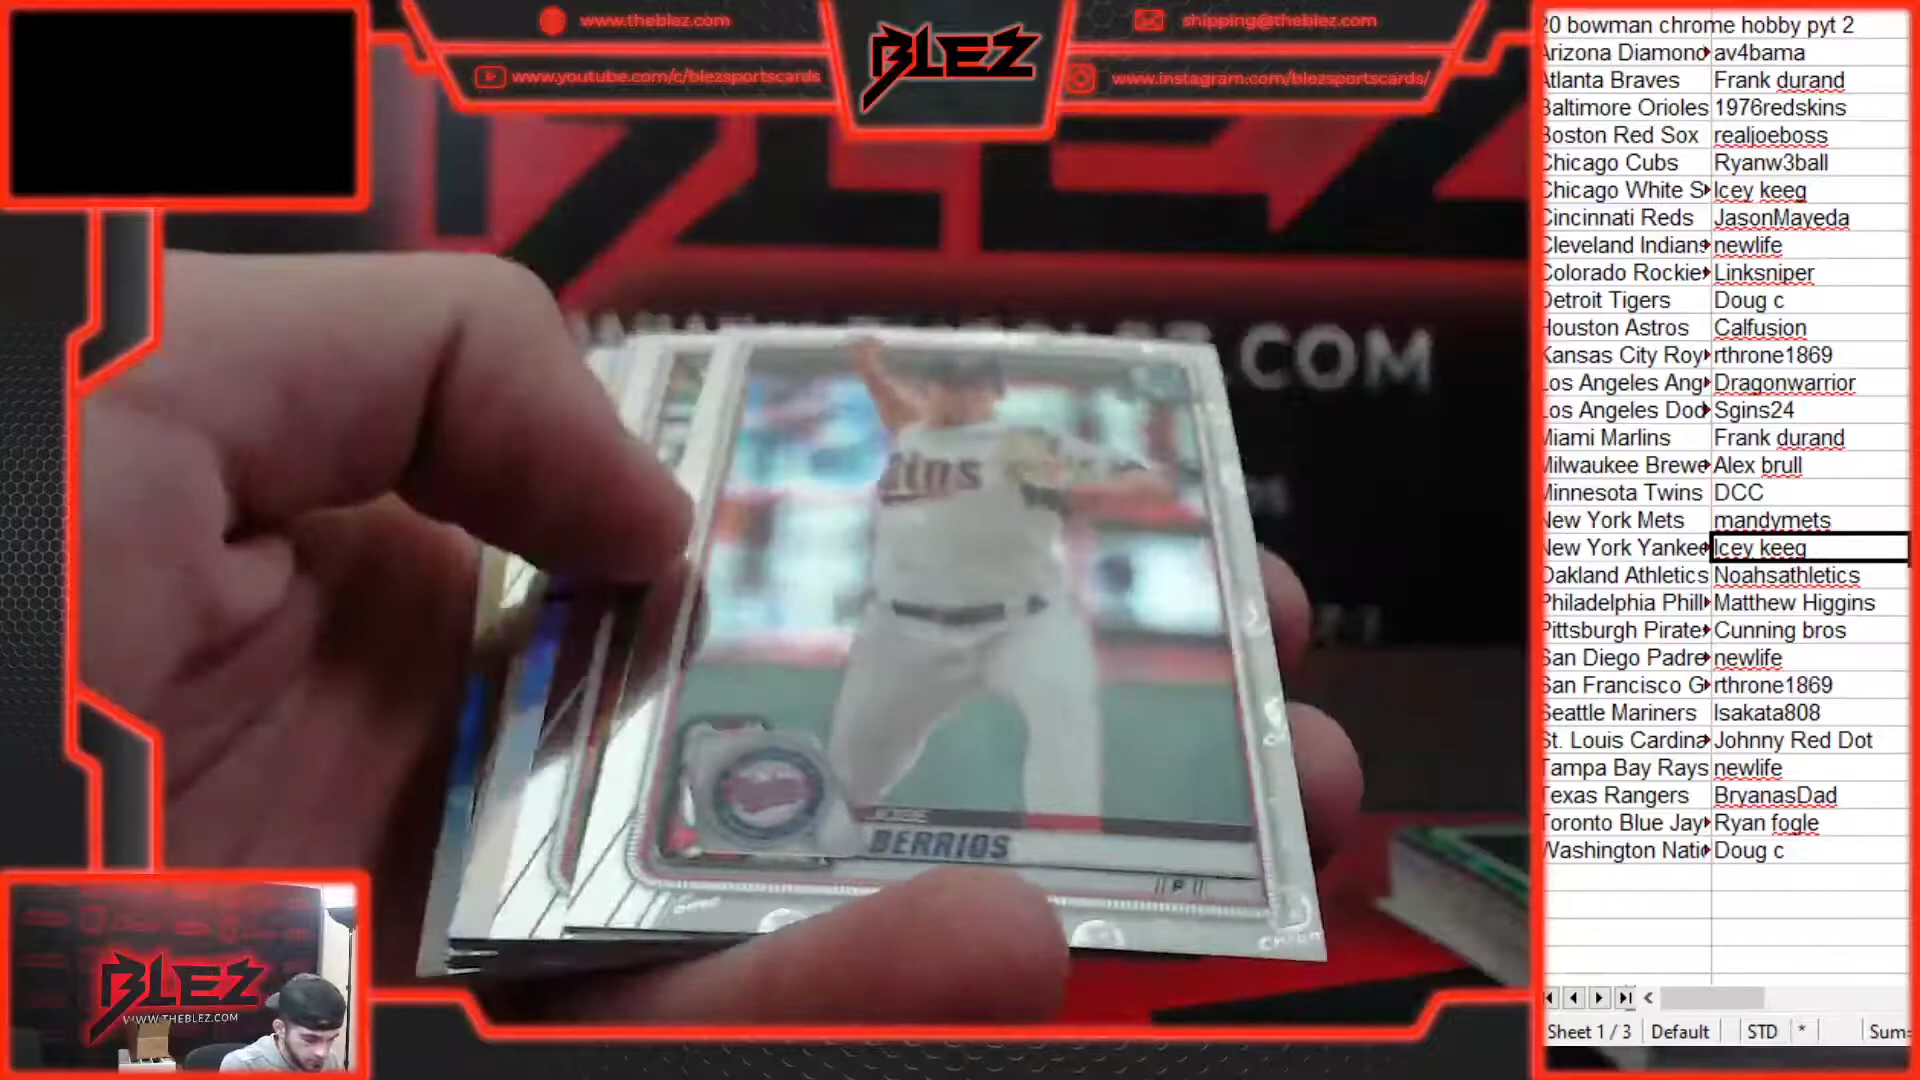 www.theblez.com
shipping@theblez.com
BLEZ
www.youtube.com/c/blezsportscards
www.instagram.com/blezsportscards/
.COM
JOSE
BERRIOS
P
BLEZ
WWW.THEBLEZ.COM
20 bowman chrome hobby pyt 2
Arizona Diamond av4bama
Atlanta Braves Frank durand
Baltimore Orioles 1976redskins
Boston Red Sox realjoeboss
Chicago Cubs Ryanw3ball
Chicago White S Icey keeg
Cincinnati Reds JasonMayeda
Cleveland Indians newlife
Colorado Rockie Linksniper
Detroit Tigers Doug c
Houston Astros Calfusion
Kansas City Roy rthrone1869
Los Angeles Ang Dragonwarrior
Los Angeles Dod Sgins24
Miami Marlins Frank durand
Milwaukee Brewe Alex brull
Minnesota Twins DCC
New York Mets mandymets
New York Yankee Icey keeg
Oakland Athletics Noahsathletics
Philadelphia Phill Matthew Higgins
Pittsburgh Pirate Cunning bros
San Diego Padre newlife
San Francisco G rthrone1869
Seattle Mariners Isakata808
St. Louis Cardina Johnny Red Dot
Tampa Bay Rays newlife
Texas Rangers BryanasDad
Toronto Blue Jay Ryan fogle
Washington Nati Doug c
Sheet 1 / 3 Default STD * Sum=